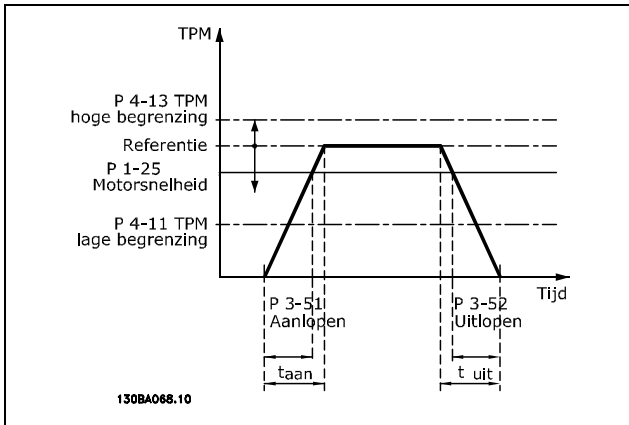 TPM
P 4-13 TPM
hoge begrenzing
Referentie
P 1-25
Motorsnelheid
P 4-11 TPM
lage begrenzing
P 3-51
Aanlopen
P 3-52
Uitlopen
Tijd
taan
t uit
130BA068.10